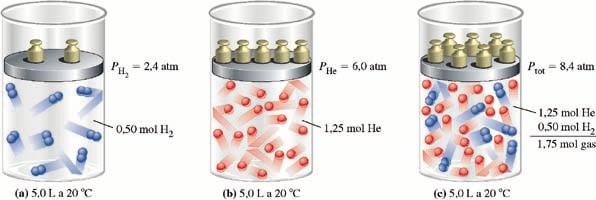 P_H₂ = 2,4 atm
0,50 mol H₂
(a) 5,0 L a 20 °C
P_He = 6,0 atm
1,25 mol He
(b) 5,0 L a 20 °C
P_tot = 8,4 atm
1,25 mol He
0,50 mol H₂
1,75 mol gas
(c) 5,0 L a 20 °C